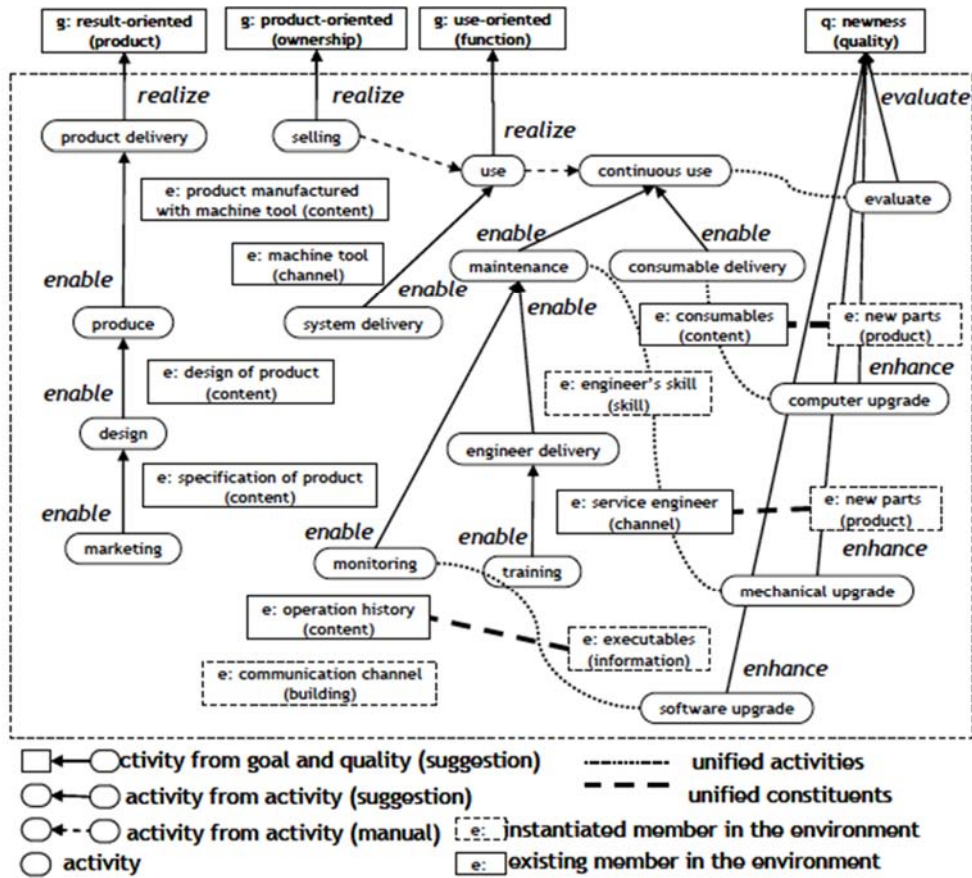 g: result-oriented
(product)
g: product-oriented
(ownership)
g: use-oriented
(function)
q: newness
(quality)
realize
realize
realize
evaluate
product delivery
selling
use
continuous use
evaluate
e: product manufactured
with machine tool (content)
enable
enable
e: machine tool
(channel)
maintenance
consumable delivery
enable
enable
enable
produce
system delivery
e: consumables
(content)
e: new parts
(product)
e: design of product
(content)
enhance
enable
e: engineer's skill
(skill)
computer upgrade
design
engineer delivery
e: specification of product
(content)
e: service engineer
(channel)
e: new parts
(product)
enable
enable
enable
enhance
marketing
monitoring
training
mechanical upgrade
e: operation history
(content)
e: executables
(information)
enhance
e: communication channel
(building)
software upgrade
ctivity from goal and quality (suggestion)
unified activities
activity from activity (suggestion)
unified constituents
activity from activity (manual)
e: instantiated member in the environment
activity
e: existing member in the environment